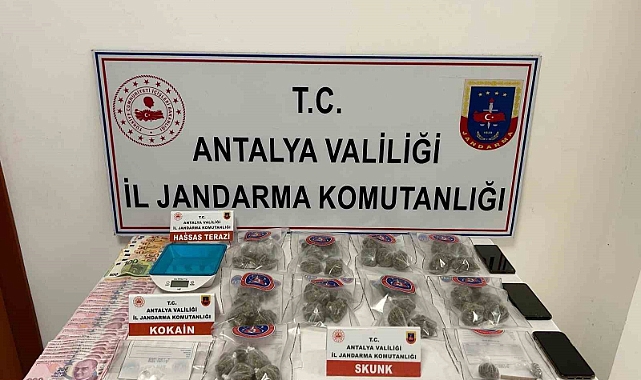 T.C.
ANTALYA VALİLİĞİ
İL JANDARMA KOMUTANLIĞI
JANDARMA
T.C.
ANTALYA VALİLİĞİ
İL JANDARMA KOMUTANLIĞI
HASSAS TERAZİ
T.C.
ANTALYA VALİLİĞİ
İL JANDARMA KOMUTANLIĞI
KOKAİN
T.C.
ANTALYA VALİLİĞİ
İL JANDARMA KOMUTANLIĞI
SKUNK